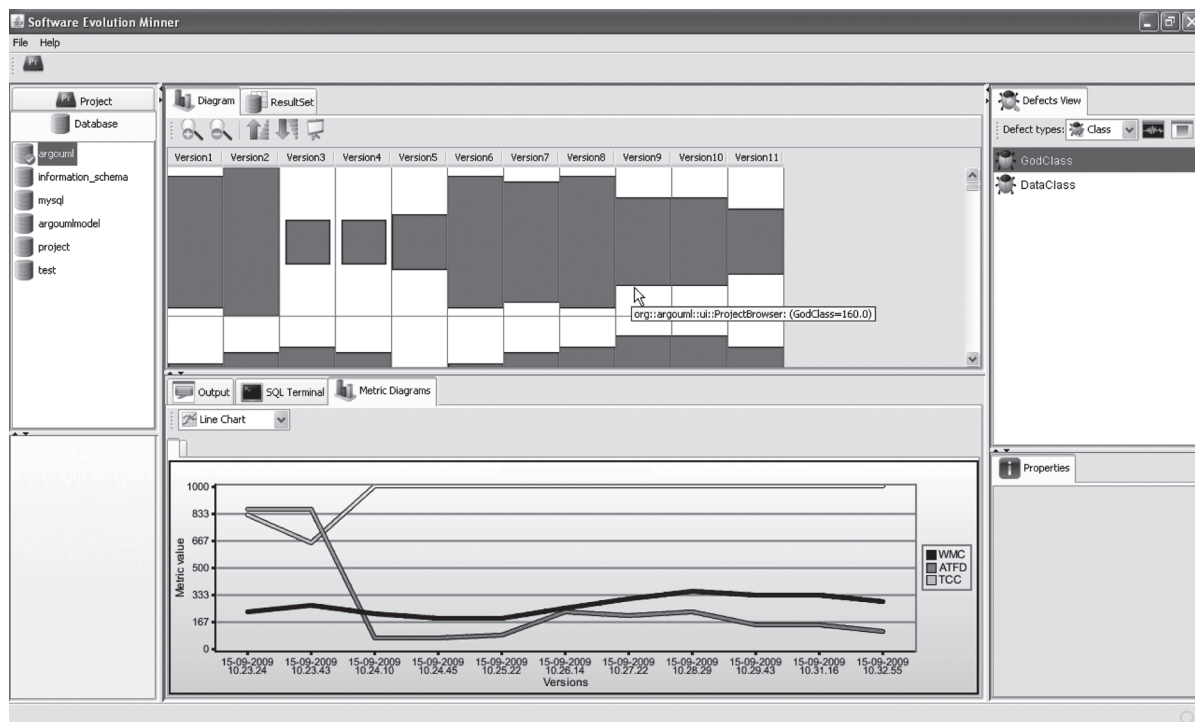 Software Evolution Minner
File Help
Pi
Pi Project
Database
argouml
information_schema
mysql
argoumlmodel
project
test
Diagram ResultSet
Version1 Version2 Version3 Version4 Version5 Version6 Version7 Version8 Version9 Version10 Version11
org::argouml::ui::ProjectBrowser: (GodClass=160.0)
Output SQL Terminal Metric Diagrams
Line Chart
1000
833
667
500
333
167
0
Metric value
15-09-2009 15-09-2009 15-09-2009 15-09-2009 15-09-2009 15-09-2009 15-09-2009 15-09-2009 15-09-2009 15-09-2009 15-09-2009
10.23.24 10.23.43 10.24.10 10.24.45 10.25.22 10.26.14 10.27.22 10.28.29 10.29.43 10.31.16 10.32.55
Versions
WMC
ATFD
TCC
Defects View
Defect types: Class
GodClass
DataClass
i Properties